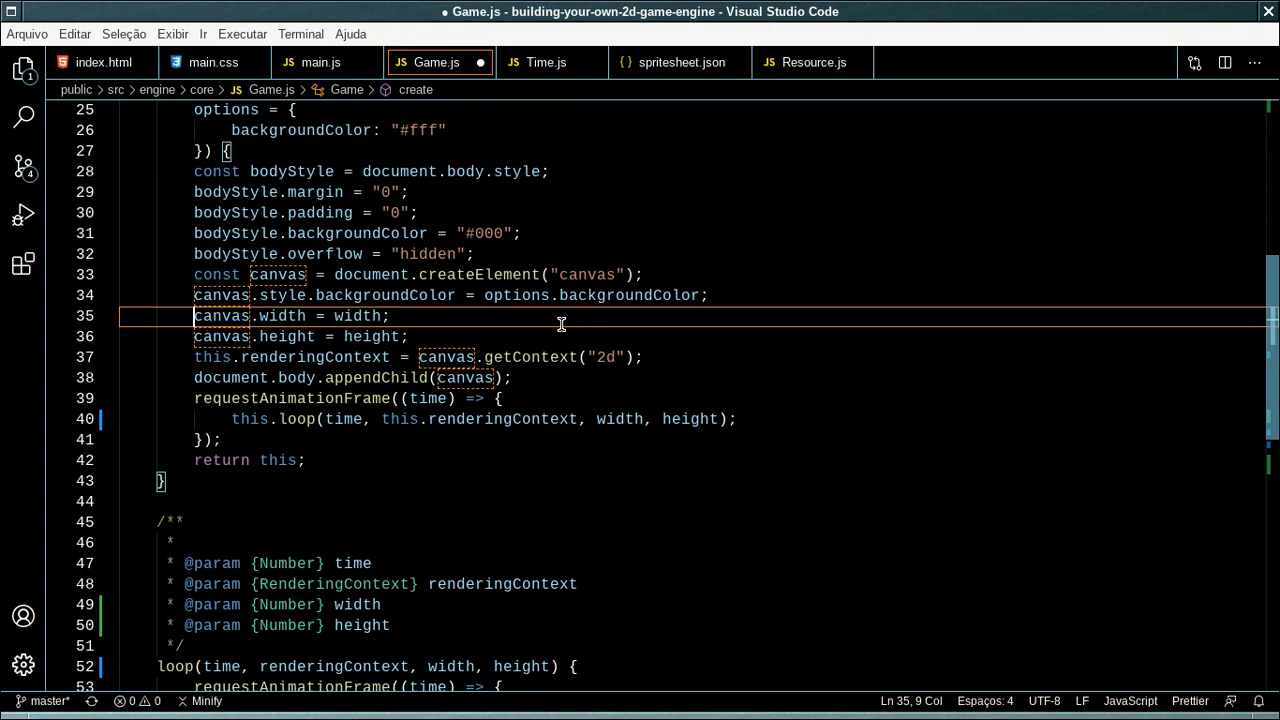 ● Game.js - building-your-own-2d-game-engine - Visual Studio Code
Arquivo Editar Seleção Exibir Ir Executar Terminal Ajuda
index.html main.css JS main.js JS Game.js ● JS Time.js {} spritesheet.json JS Resource.js ···
public > src > engine > core > JS Game.js > Game > create
25 options = {
26 backgroundColor: "#fff"
27 }) {
28 const bodyStyle = document.body.style;
29 bodyStyle.margin = "0";
30 bodyStyle.padding = "0";
31 bodyStyle.backgroundColor = "#000";
32 bodyStyle.overflow = "hidden";
33 const canvas = document.createElement("canvas");
34 canvas.style.backgroundColor = options.backgroundColor;
35 canvas.width = width;
36 canvas.height = height;
37 this.renderingContext = canvas.getContext("2d");
38 document.body.appendChild(canvas);
39 requestAnimationFrame((time) => {
40 this.loop(time, this.renderingContext, width, height);
41 });
42 return this;
43 }
44
45 /**
46 *
47 * @param {Number} time
48 * @param {RenderingContext} renderingContext
49 * @param {Number} width
50 * @param {Number} height
51 */
52 loop(time, renderingContext, width, height) {
53 requestAnimationFrame((time) => {
1
4
master* 0 0 Minify Ln 35, 9 Col Espaços: 4 UTF-8 LF JavaScript Prettier